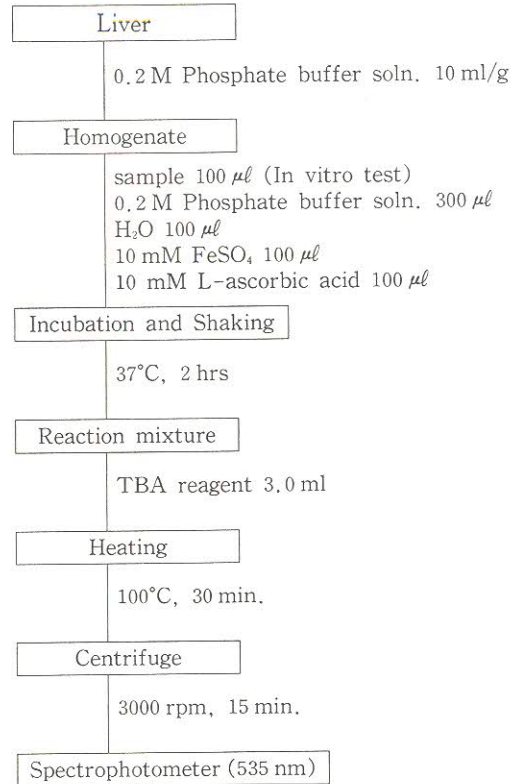 Liver
0.2 M Phosphate buffer soln. 10 ml/g
Homogenate
sample 100 μℓ (In vitro test)
0.2 M Phosphate buffer soln. 300 μℓ
H₂O 100 μℓ
10 mM FeSO₄ 100 μℓ
10 mM L-ascorbic acid 100 μℓ
Incubation and Shaking
37°C, 2 hrs
Reaction mixture
TBA reagent 3.0 ml
Heating
100°C, 30 min.
Centrifuge
3000 rpm, 15 min.
Spectrophotometer (535 nm)